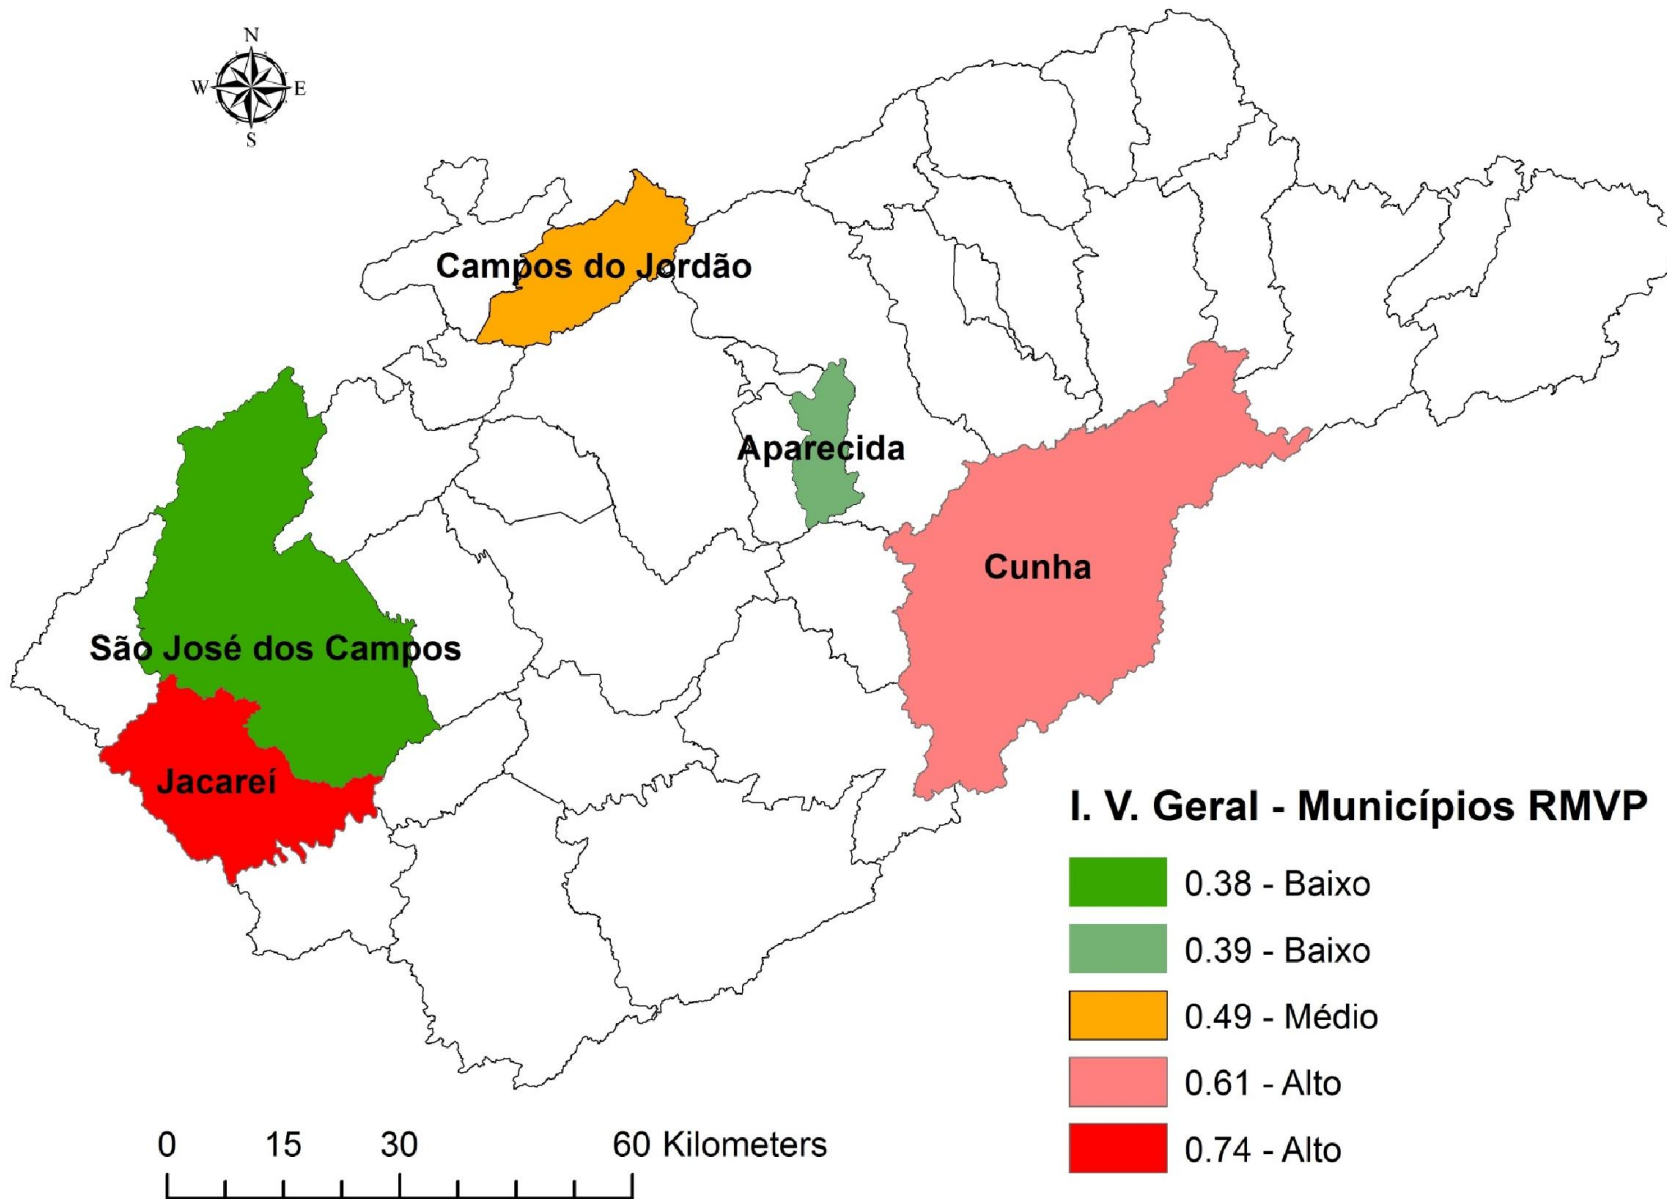 N
W E
S
Campos do Jordão
Aparecida
Cunha
São José dos Campos
Jacareí
I. V. Geral - Municípios RMVP
0.38 - Baixo
0.39 - Baixo
0.49 - Médio
0.61 - Alto
0.74 - Alto
0 15 30 60 Kilometers